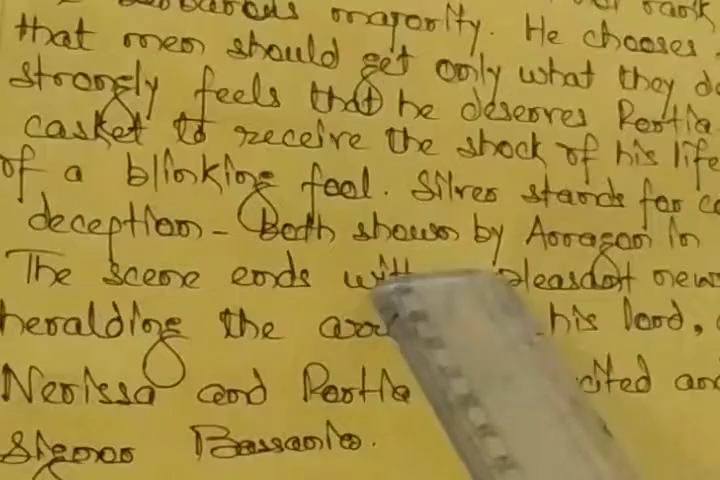 majority. He chooses
that men should get only what they
strongly feels that he deserves Portia
casket to receive the shock of his life
of a blinking fool. Silver stands for
deception - Both shown by Arragon in
The scene ends with pleasant news
heralding the his lord,
Nerissa and Portia and
Signor Bassanio.